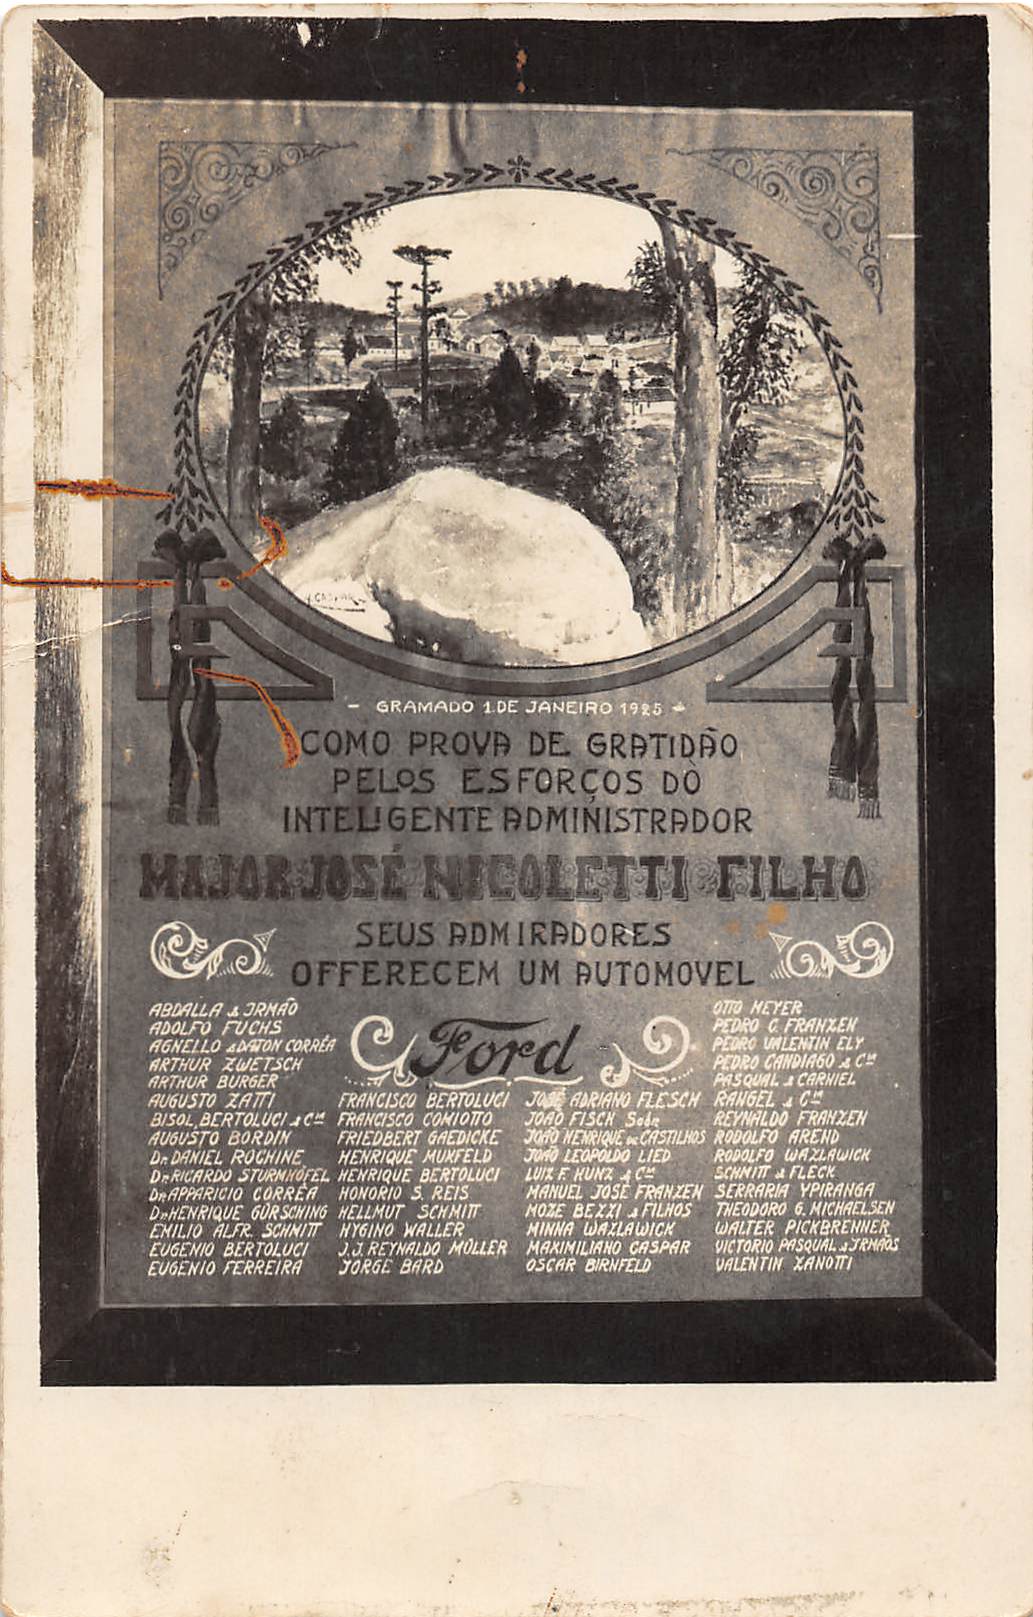 Y. GASPAR
- GRAMADO 1. DE JANEIRO 1925 -
COMO PROVA DE GRATIDÃO
PELOS ESFORÇOS DO
INTELIGENTE ADMINISTRADOR
MAJOR JOSÉ NICOLETTI FILHO
SEUS ADMIRADORES
OFFERECEM UM AUTOMOVEL
Ford
ABDALLA & IRMÃO
ADOLFO FUCHS
AGNELLO & DATON CORRÊA
ARTHUR ZWETSCH
ARTHUR BURGER
AUGUSTO ZATTI
BISOL, BERTOLUCI & Cia
AUGUSTO BORDIN
Dr. DANIEL ROCHINE
Dr. RICARDO STURMHÖFEL
Dr. APPARICIO CORRÊA
Dr. HENRIQUE GÜRSCHING
EMILIO ALFR. SCHMITT
EUGENIO BERTOLUCI
EUGENIO FERREIRA
FRANCISCO BERTOLUCI
FRANCISCO COMIOTTO
FRIEDBERT GAEDICKE
HENRIQUE MUXFELD
HENRIQUE BERTOLUCI
HONORIO S. REIS
HELLMUT SCHMITT
HYGINO WALLER
J.J. REYNALDO MÜLLER
JORGE BARD
JOSÉ ADRIANO FLESCH
JOÃO FISCH Sobr.
JOÃO HENRIQUE DE CASTILHOS
JOÃO LEOPOLDO LIED
LUIZ F. KUNZ & Cia
MANUEL JOSÉ FRANZEN
MOZE BEZZI & FILHOS
MINNA WAZLAWICK
MAXIMILIANO GASPAR
OSCAR BIRNFELD
OTTO MEYER
PEDRO C. FRANZEN
PEDRO VALENTIN ELY
PEDRO CANDIAGO & Cia
PASQUAL & CARNIEL
RANGEL & Cia
REYNALDO FRANZEN
RODOLFO AREND
RODOLFO WAZLAWICK
SCHMITT & FLECK
SERRARIA YPIRANGA
THEODORO G. MICHAELSEN
WALTER PICKBRENNER
VICTORIO PASQUAL & IRMÃOS
VALENTIN ZANOTTI